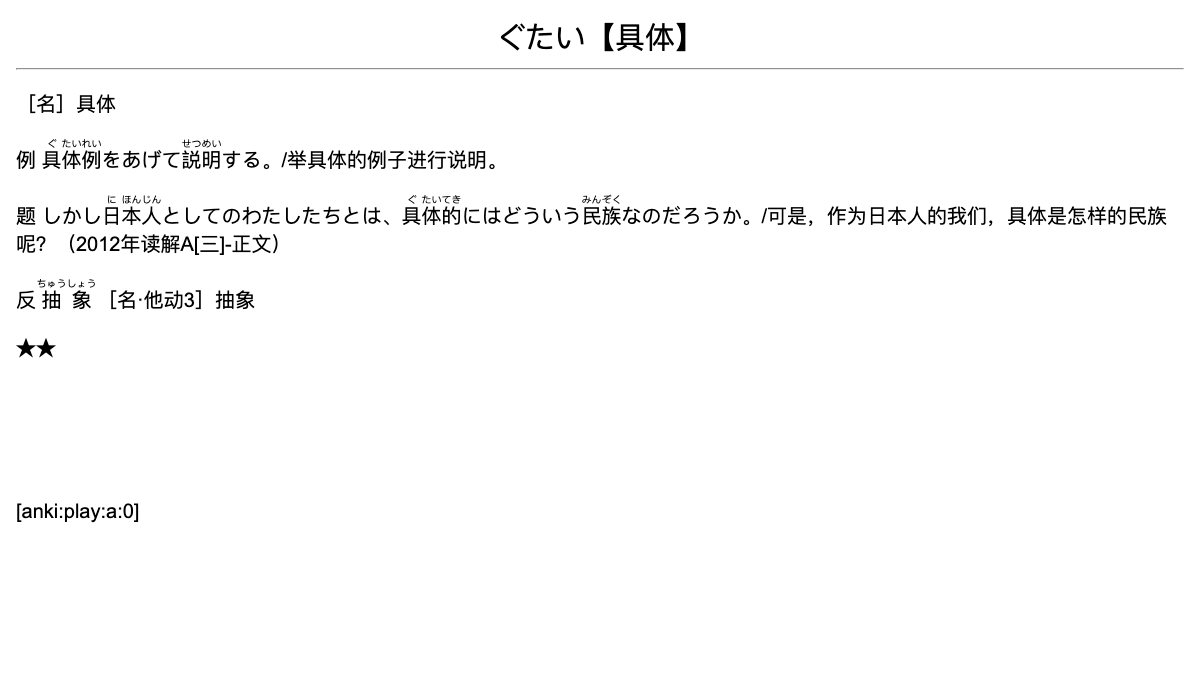 ぐたい【具体】
［名］具体
ぐ たいれい せつめい
例 具体例をあげて説明する。/举具体的例子进行说明。
に ほんじん ぐ たいてき みんぞく
题 しかし日本人としてのわたしたちとは、具体的にはどういう民族なのだろうか。/可是，作为日本人的我们，具体是怎样的民族
呢？（2012年读解A[三]-正文）
ちゅうしょう
反 抽象 ［名·他动3］抽象
★★
[anki:play:a:0]